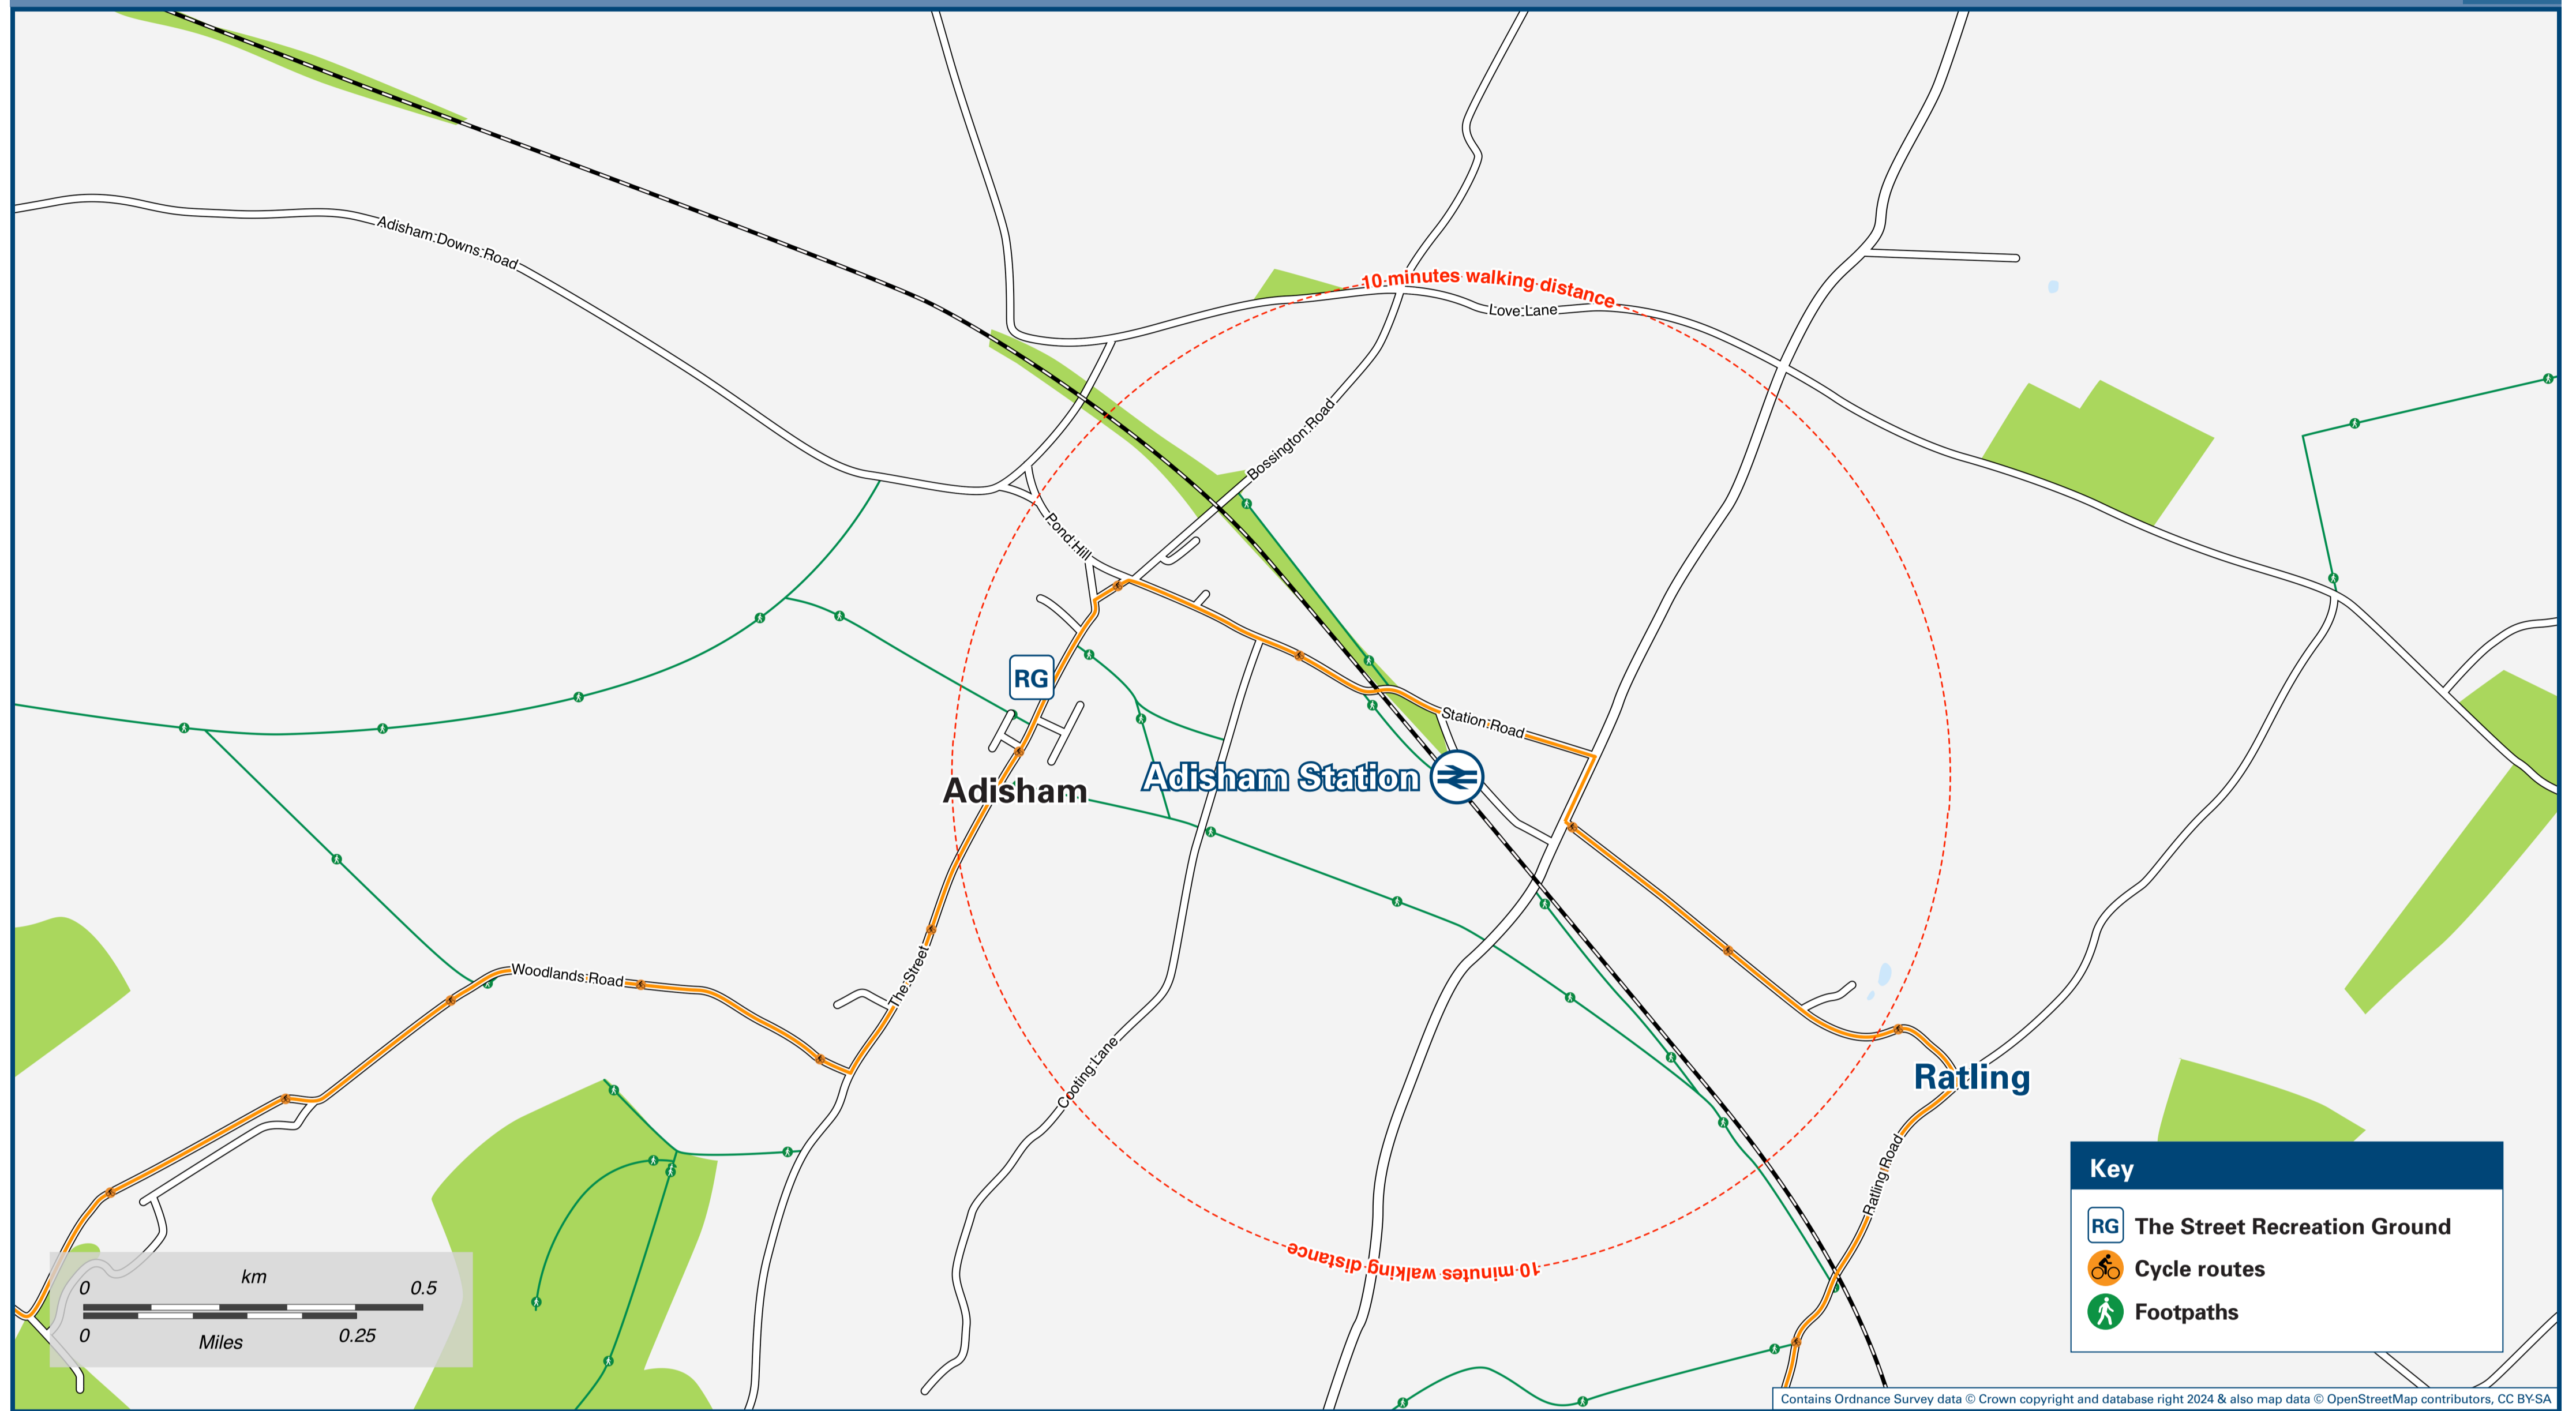 Adisham Downs Road
10 minutes walking distance
Love Lane
Bossington Road
Pond Hill
RG
Station Road
Adisham Station
Adisham
The Street
Woodlands Road
Cooting Lane
Ratling
Ratling Road
10 minutes walking distance
km
0 0.5
0 0.25
Miles
Key
RG The Street Recreation Ground
Cycle routes
Footpaths
Contains Ordnance Survey data © Crown copyright and database right 2024 & also map data © OpenStreetMap contributors, CC BY-SA